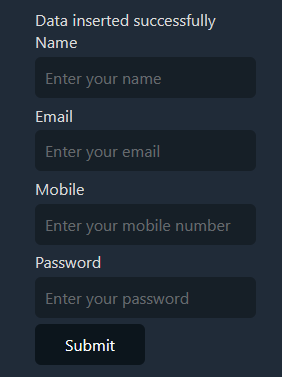 Data inserted successfully
Name
Enter your name
Email
Enter your email
Mobile
Enter your mobile number
Password
Enter your password
Submit